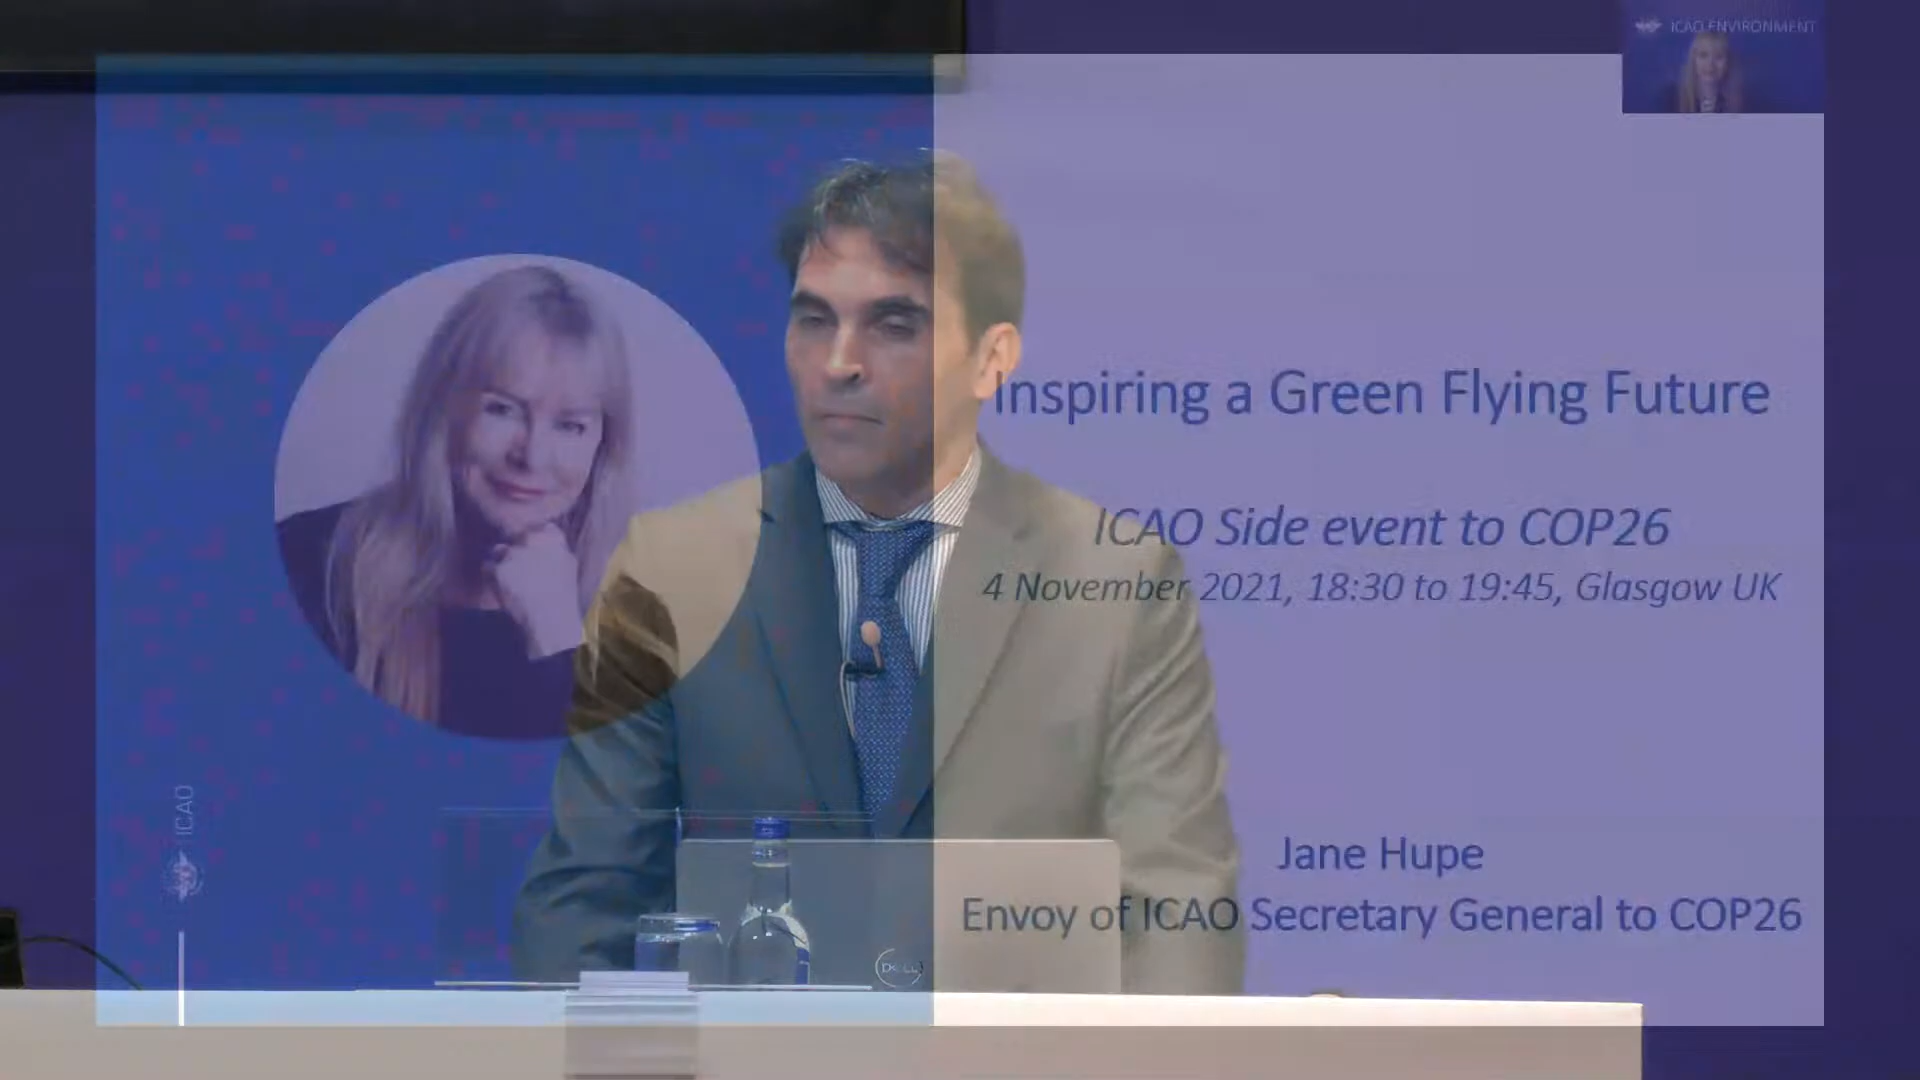 ICAO ENVIRONMENT
Inspiring a Green Flying Future
ICAO Side event to COP26
4 November 2021, 18:30 to 19:45, Glasgow UK
ICAO
Jane Hupe
Envoy of ICAO Secretary General to COP26
DELL